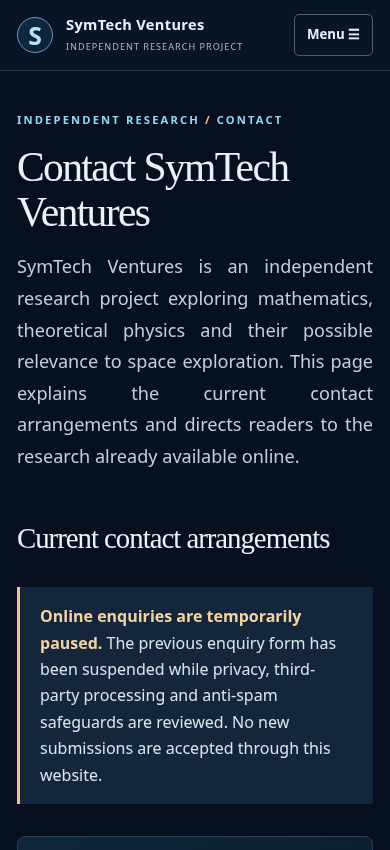 S
SymTech Ventures
INDEPENDENT RESEARCH PROJECT
Menu ☰
INDEPENDENT RESEARCH / CONTACT
Contact SymTech
Ventures
SymTech Ventures is an independent
research project exploring mathematics,
theoretical physics and their possible
relevance to space exploration. This page
explains the current contact
arrangements and directs readers to the
research already available online.
Current contact arrangements
Online enquiries are temporarily
paused. The previous enquiry form has
been suspended while privacy, third-
party processing and anti-spam
safeguards are reviewed. No new
submissions are accepted through this
website.